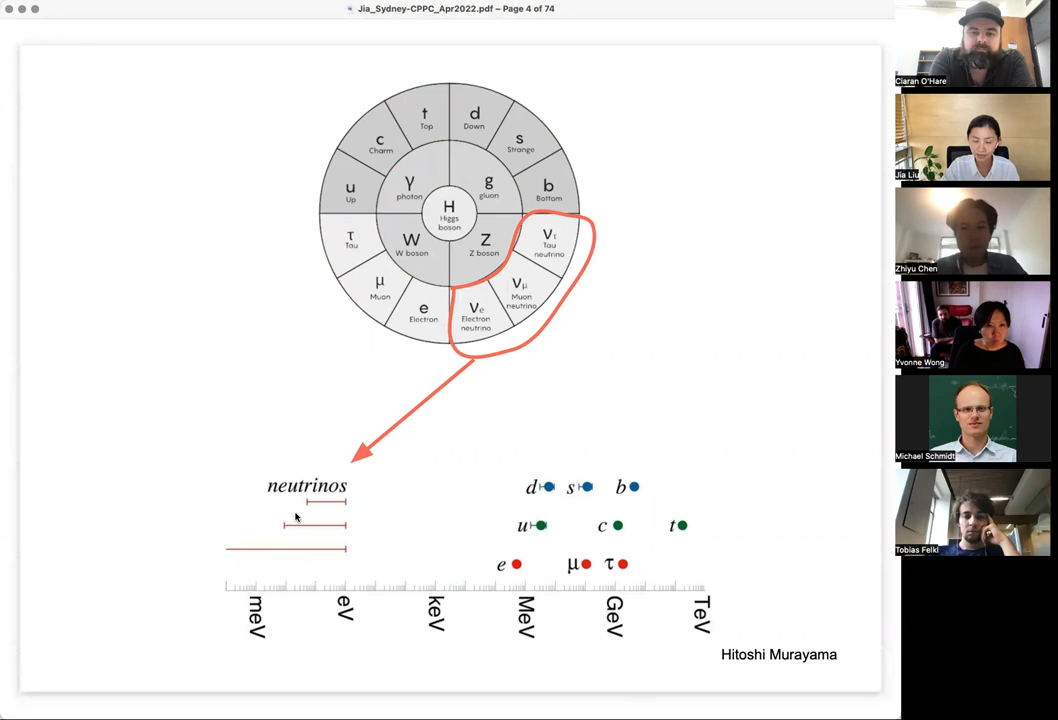 Jia_Sydney-CPPC_Apr2022.pdf – Page 4 of 74
t
Top
d
Down
c
Charm
s
Strange
u
Up
γ
photon
g
gluon
b
Bottom
H
Higgs
boson
τ
Tau
W
W boson
Z
Z boson
ντ
Tau
neutrino
μ
Muon
νμ
Muon
neutrino
e
Electron
νe
Electron
neutrino
neutrinos
d s b
u c t
e μ τ
meV eV keV MeV GeV TeV
Hitoshi Murayama
Ciaran O'Hare
Jia Liu
Zhiyu Chen
Yvonne Wong
Michael Schmidt
Tobias Felkl